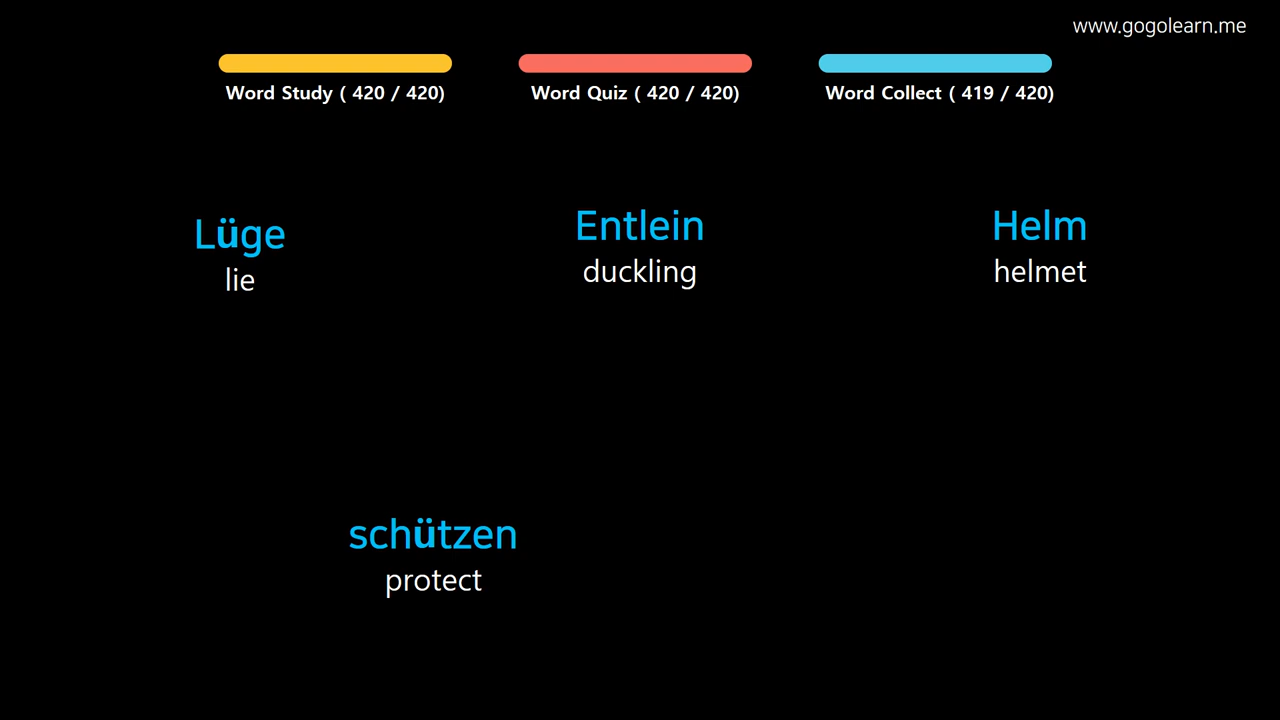 www.gogolearn.me
Word Study ( 420 / 420)
Word Quiz ( 420 / 420)
Word Collect ( 419 / 420)
Lüge
lie
Entlein
duckling
Helm
helmet
schützen
protect